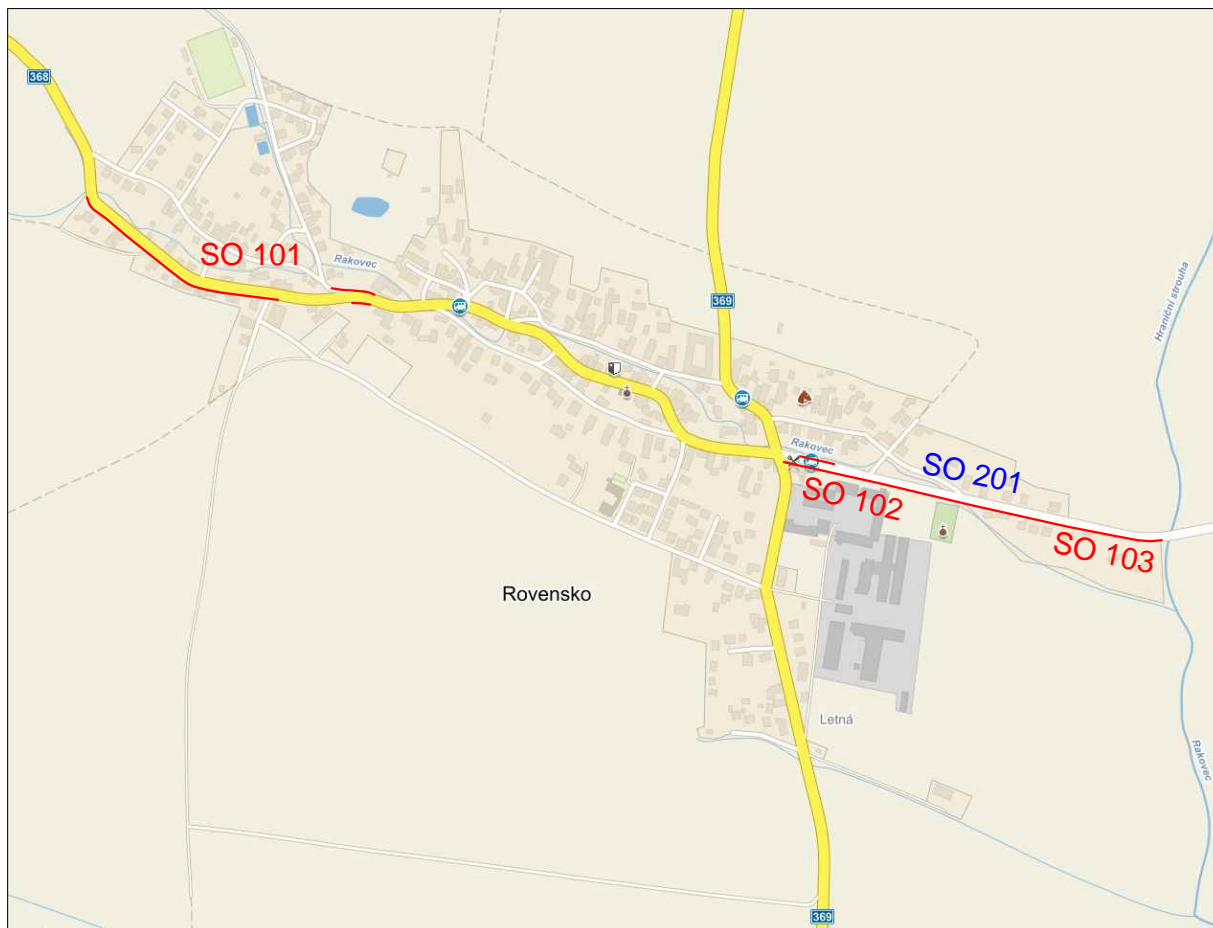 368
SO 101
Rakovec
Hraniční strouha
369
Rakovec
SO 201
SO 102
SO 103
Rovensko
Letná
Rakovec
369